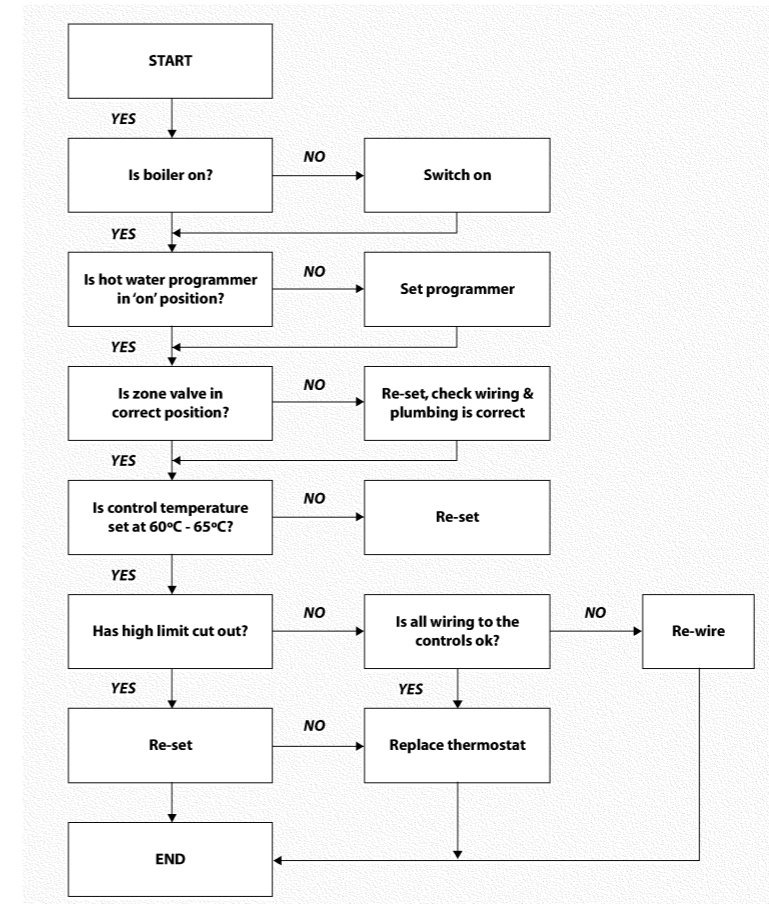 START
YES
Is boiler on?
NO
Switch on
YES
Is hot water programmer
in ‘on’ position?
NO
Set programmer
YES
Is zone valve in
correct position?
NO
Re-set, check wiring &
plumbing is correct
YES
Is control temperature
set at 60ºC - 65ºC?
NO
Re-set
YES
Has high limit cut out?
NO
Is all wiring to the
controls ok?
NO
Re-wire
YES
YES
Re-set
NO
Replace thermostat
END